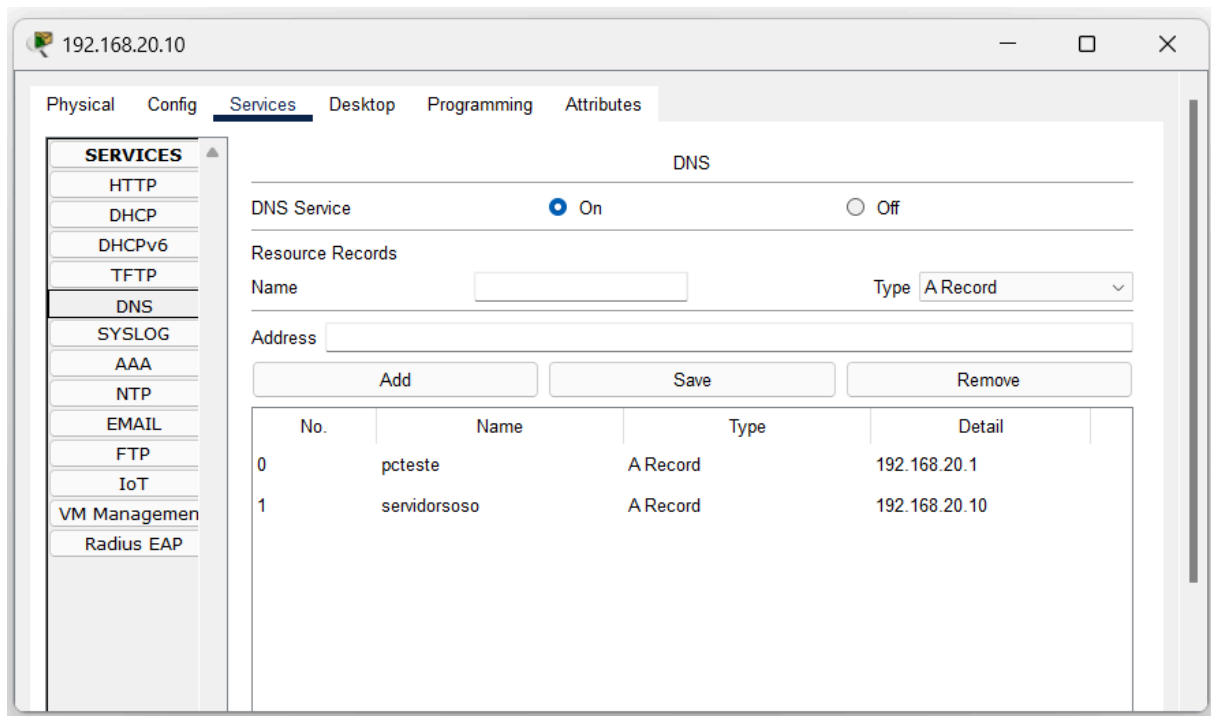 192.168.20.10
Physical Config Services Desktop Programming Attributes
SERVICES
HTTP
DHCP
DHCPv6
TFTP
DNS
SYSLOG
AAA
NTP
EMAIL
FTP
IoT
VM Managemen
Radius EAP
DNS
DNS Service On Off
Resource Records
Name Type A Record
Address
Add Save Remove
No. Name Type Detail
0 pcteste A Record 192.168.20.1
1 servidorsoso A Record 192.168.20.10